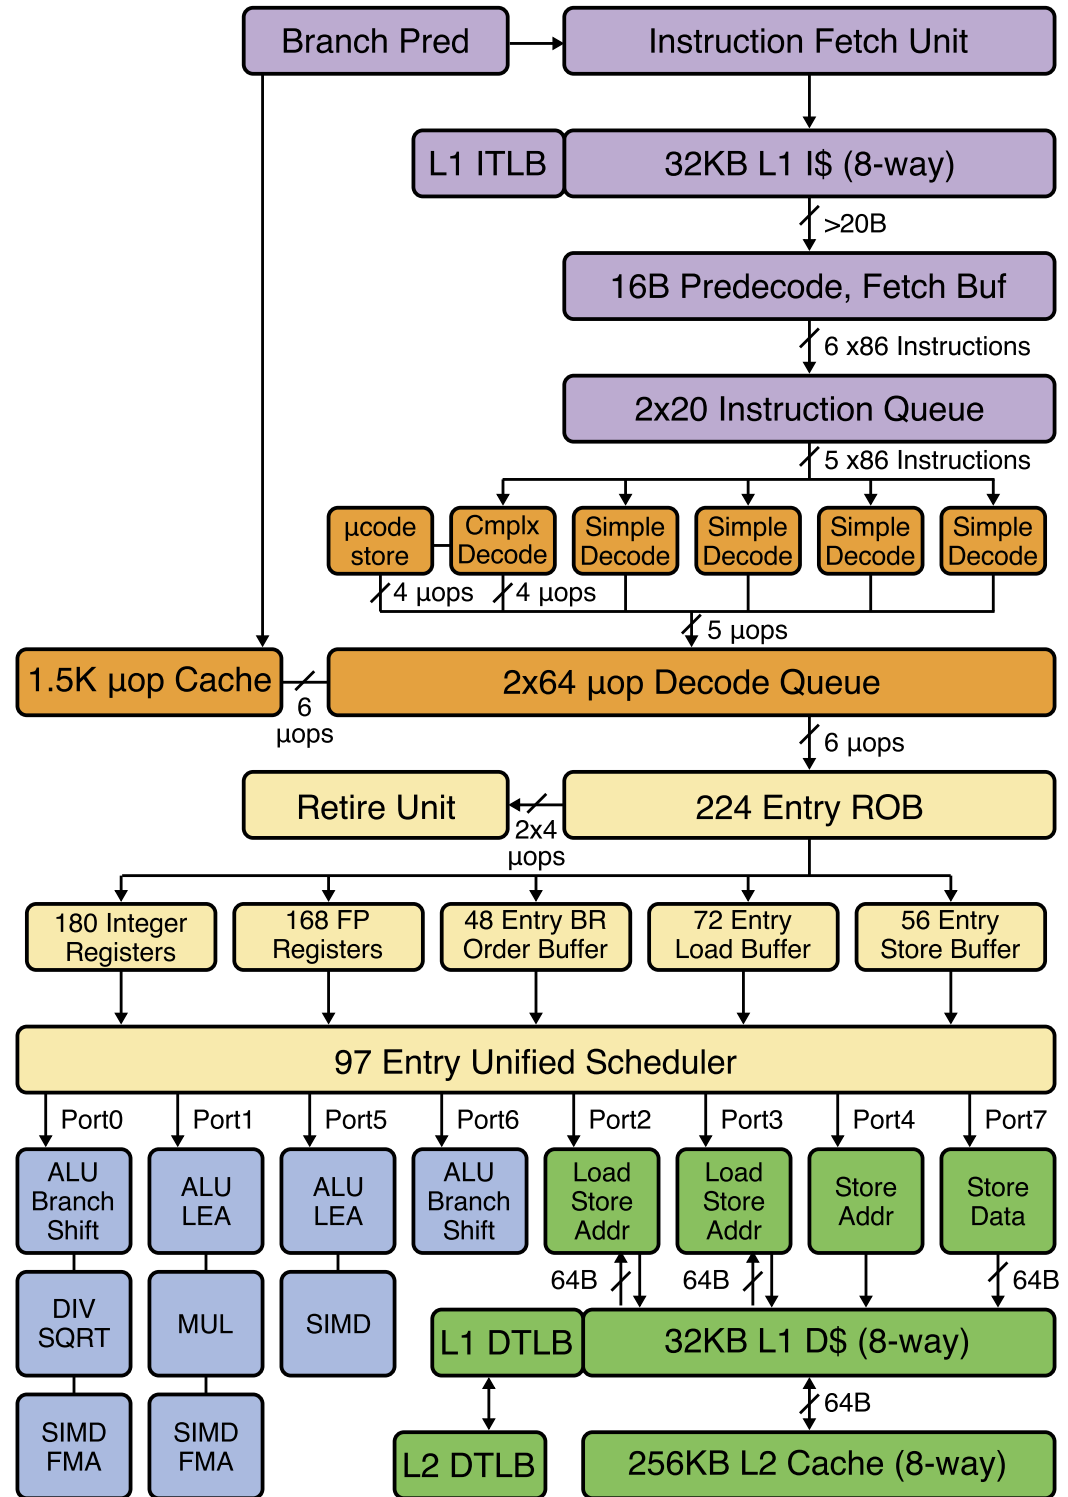 Branch Pred
Instruction Fetch Unit
L1 ITLB
32KB L1 I$ (8-way)
>20B
16B Predecode, Fetch Buf
6 x86 Instructions
2x20 Instruction Queue
5 x86 Instructions
µcode
store
Cmplx
Decode
Simple
Decode
Simple
Decode
Simple
Decode
Simple
Decode
4 µops
4 µops
5 µops
1.5K µop Cache
6
µops
2x64 µop Decode Queue
6 µops
Retire Unit
2x4
µops
224 Entry ROB
180 Integer
Registers
168 FP
Registers
48 Entry BR
Order Buffer
72 Entry
Load Buffer
56 Entry
Store Buffer
97 Entry Unified Scheduler
Port0
Port1
Port5
Port6
Port2
Port3
Port4
Port7
ALU
Branch
Shift
ALU
LEA
ALU
LEA
ALU
Branch
Shift
Load
Store
Addr
Load
Store
Addr
Store
Addr
Store
Data
64B
64B
64B
DIV
SQRT
MUL
SIMD
L1 DTLB
32KB L1 D$ (8-way)
64B
SIMD
FMA
SIMD
FMA
L2 DTLB
256KB L2 Cache (8-way)